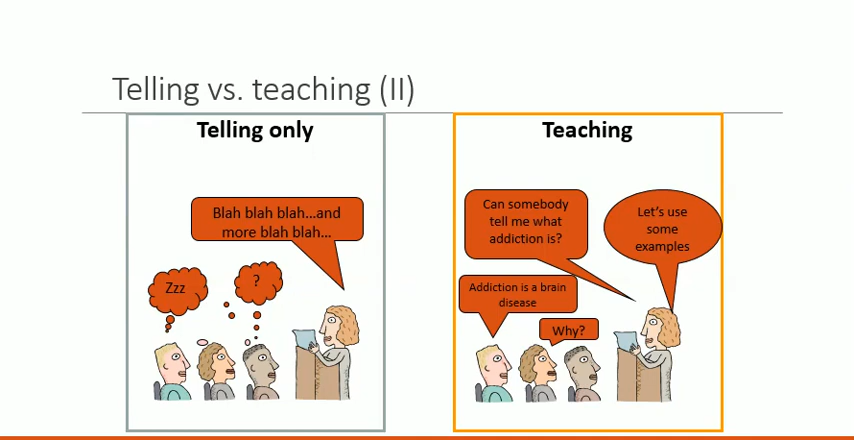 Telling vs. teaching (II)
Telling only
Blah blah blah...and
more blah blah...
Zzz
?
Teaching
Can somebody
tell me what
addiction is?
Let's use
some
examples
Addiction is a brain
disease
Why?